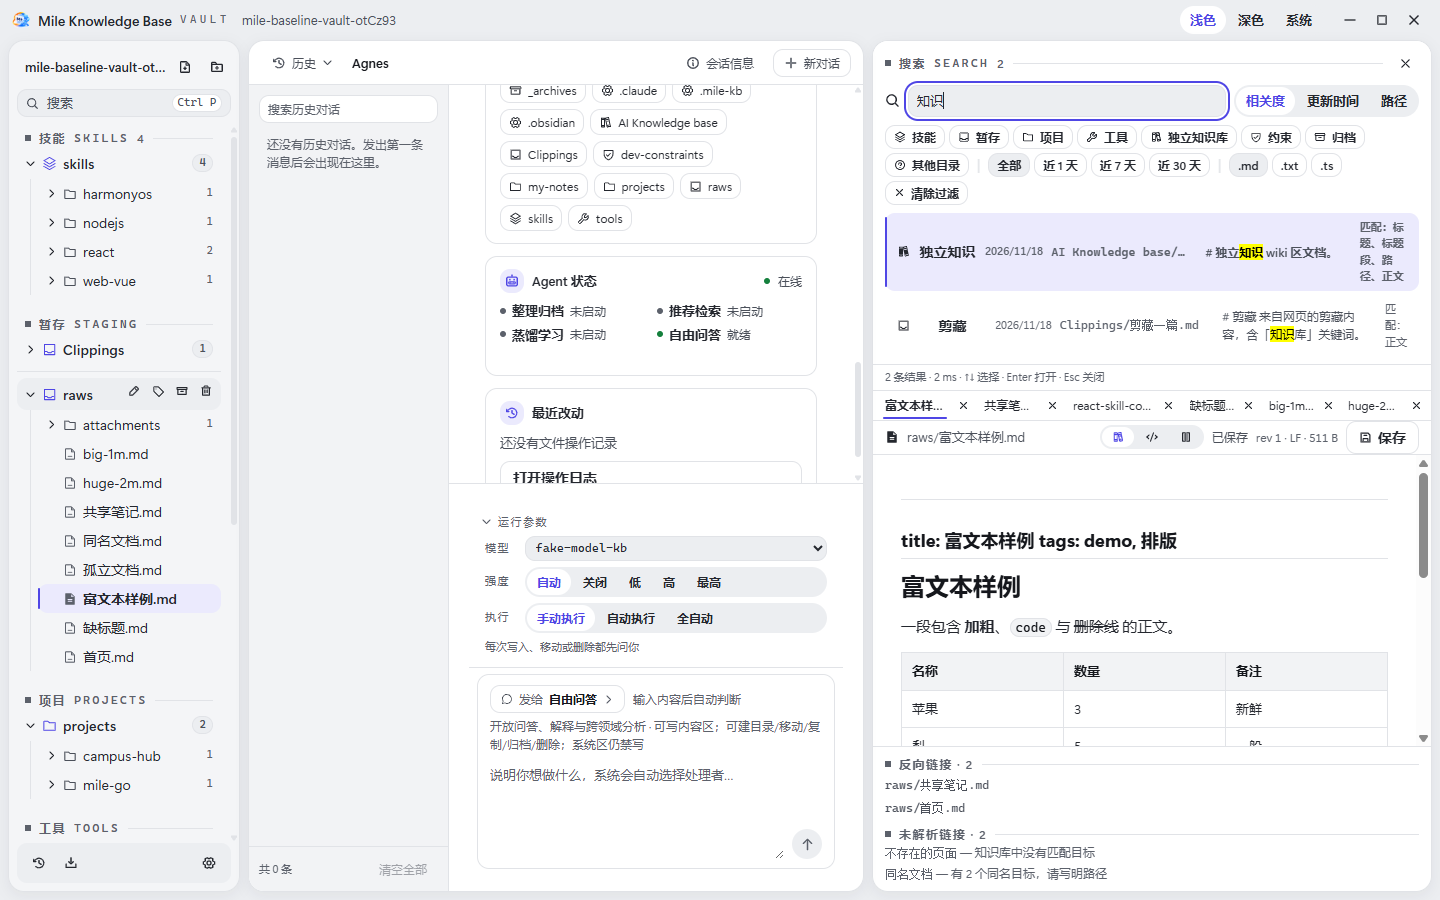 Mile Knowledge Base VAULT mile-baseline-vault-otCz93
浅色 深色 系统
mile-baseline-vault-ot...
搜索 Ctrl P
技能 SKILLS 4
skills 4
harmonyos 1
nodejs 1
react 2
web-vue 1
暂存 STAGING
Clippings 1
raws
attachments 1
big-1m.md
huge-2m.md
共享笔记.md
同名文档.md
孤立文档.md
富文本样例.md
缺标题.md
首页.md
项目 PROJECTS
projects 2
campus-hub 1
mile-go 1
工具 TOOLS
历史 Agnes 会话信息 新对话
搜索历史对话
还没有历史对话。发出第一条
消息后会出现在这里。
共 0 条 清空全部
_archives .claude .mile-kb
.obsidian AI Knowledge base
Clippings dev-constraints
my-notes projects raws
skills tools
Agent 状态 在线
整理归档 未启动 推荐检索 未启动
蒸馏学习 未启动 自由问答 就绪
最近改动
还没有文件操作记录
打开操作日志
运行参数
模型 fake-model-kb
强度 自动 关闭 低 高 最高
执行 手动执行 自动执行 全自动
每次写入、移动或删除都先问你
发给 自由问答 输入内容后自动判断
开放问答、解释与跨领域分析 · 可写内容区；可建目录/移动/复
制/归档/删除；系统区仍禁写
说明你想做什么，系统会自动选择处理者...
搜索 SEARCH 2
知识 相关度 更新时间 路径
技能 暂存 项目 工具 独立知识库 约束 归档
其他目录 全部 近 1 天 近 7 天 近 30 天 .md .txt .ts
清除过滤
独立知识 2026/11/18 AI Knowledge base/… # 独立知识 wiki 区文档。 匹配：标
题、标题
段、路
径、正文
剪藏 2026/11/18 Clippings/剪藏一篇.md # 剪藏 来自网页的剪藏内
容，含「知识库」关键词。
匹
配：
正文
2 条结果 · 2 ms · ↑↓ 选择 · Enter 打开 · Esc 关闭
富文本样... 共享笔... react-skill-co... 缺标题... big-1m... huge-2...
raws/富文本样例.md 已保存 rev 1 · LF · 511 B 保存
title: 富文本样例 tags: demo, 排版
富文本样例
一段包含 加粗、 code 与 删除线 的正文。
名称 数量 备注
苹果 3 新鲜
反向链接 · 2
raws/共享笔记.md
raws/首页.md
未解析链接 · 2
不存在的页面 — 知识库中没有匹配目标
同名文档 — 有 2 个同名目标，请写明路径